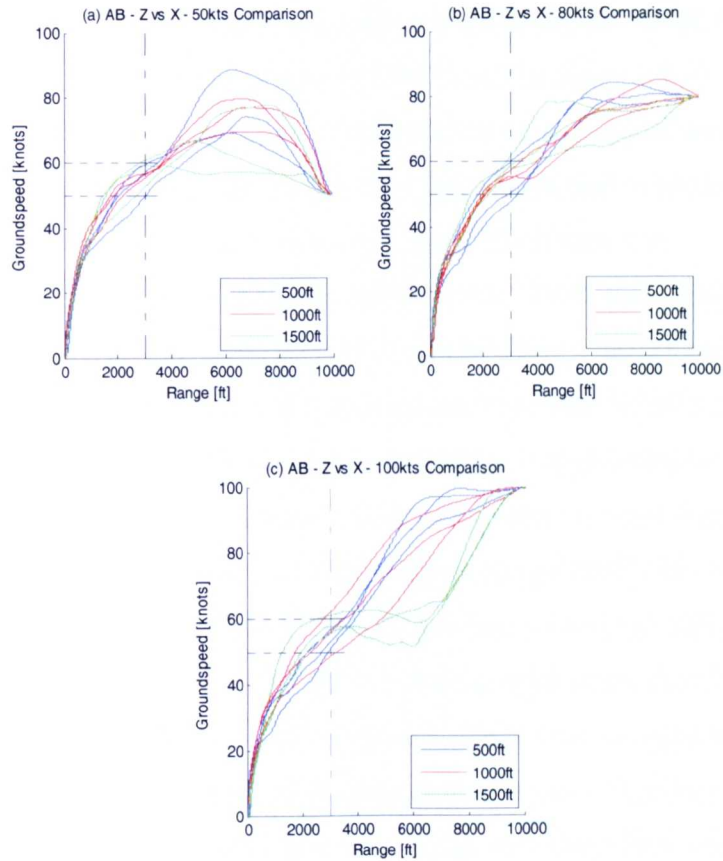 (a) AB - Z vs X - 50kts Comparison
100
80
60
40
20
0
Groundspeed [knots]
500ft
1000ft
1500ft
0 2000 4000 6000 8000 10000
Range [ft]
(b) AB - Z vs X - 80kts Comparison
100
80
60
40
20
0
Groundspeed [knots]
500ft
1000ft
1500ft
0 2000 4000 6000 8000 10000
Range [ft]
(c) AB - Z vs X - 100kts Comparison
100
80
60
40
20
0
Groundspeed [knots]
500ft
1000ft
1500ft
0 2000 4000 6000 8000 10000
Range [ft]